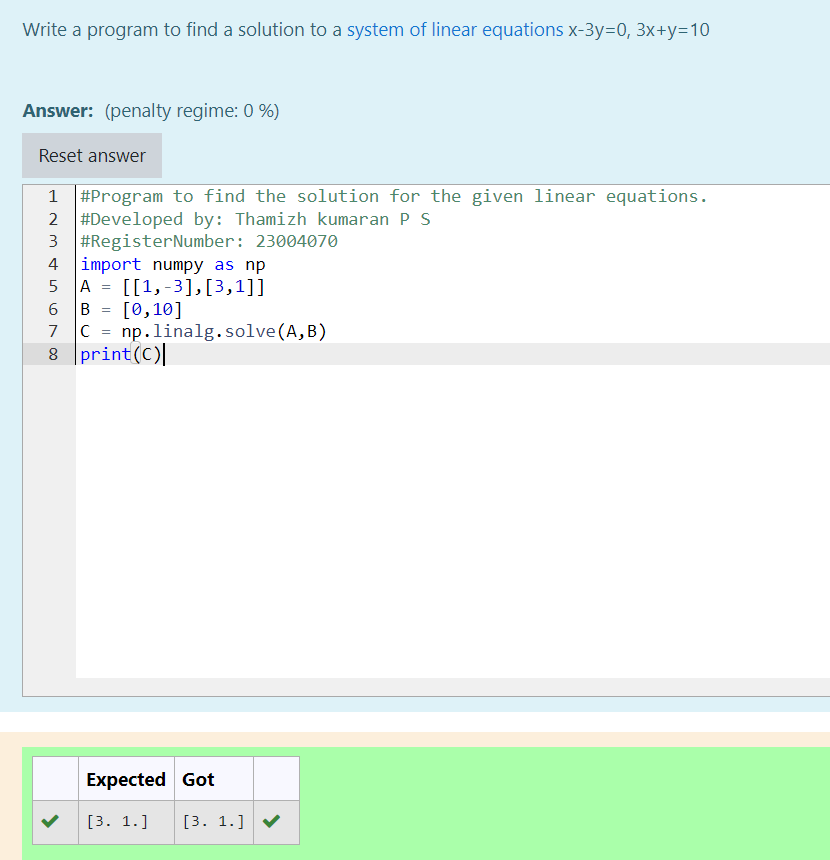 Write a program to find a solution to a system of linear equations x-3y=0, 3x+y=10
Answer: (penalty regime: 0 %)
Reset answer
1 #Program to find the solution for the given linear equations.
2 #Developed by: Thamizh kumaran P S
3 #RegisterNumber: 23004070
4 import numpy as np
5 A = [[1,-3],[3,1]]
6 B = [0,10]
7 C = np.linalg.solve(A,B)
8 print(C)
Expected Got
[3. 1.] [3. 1.]